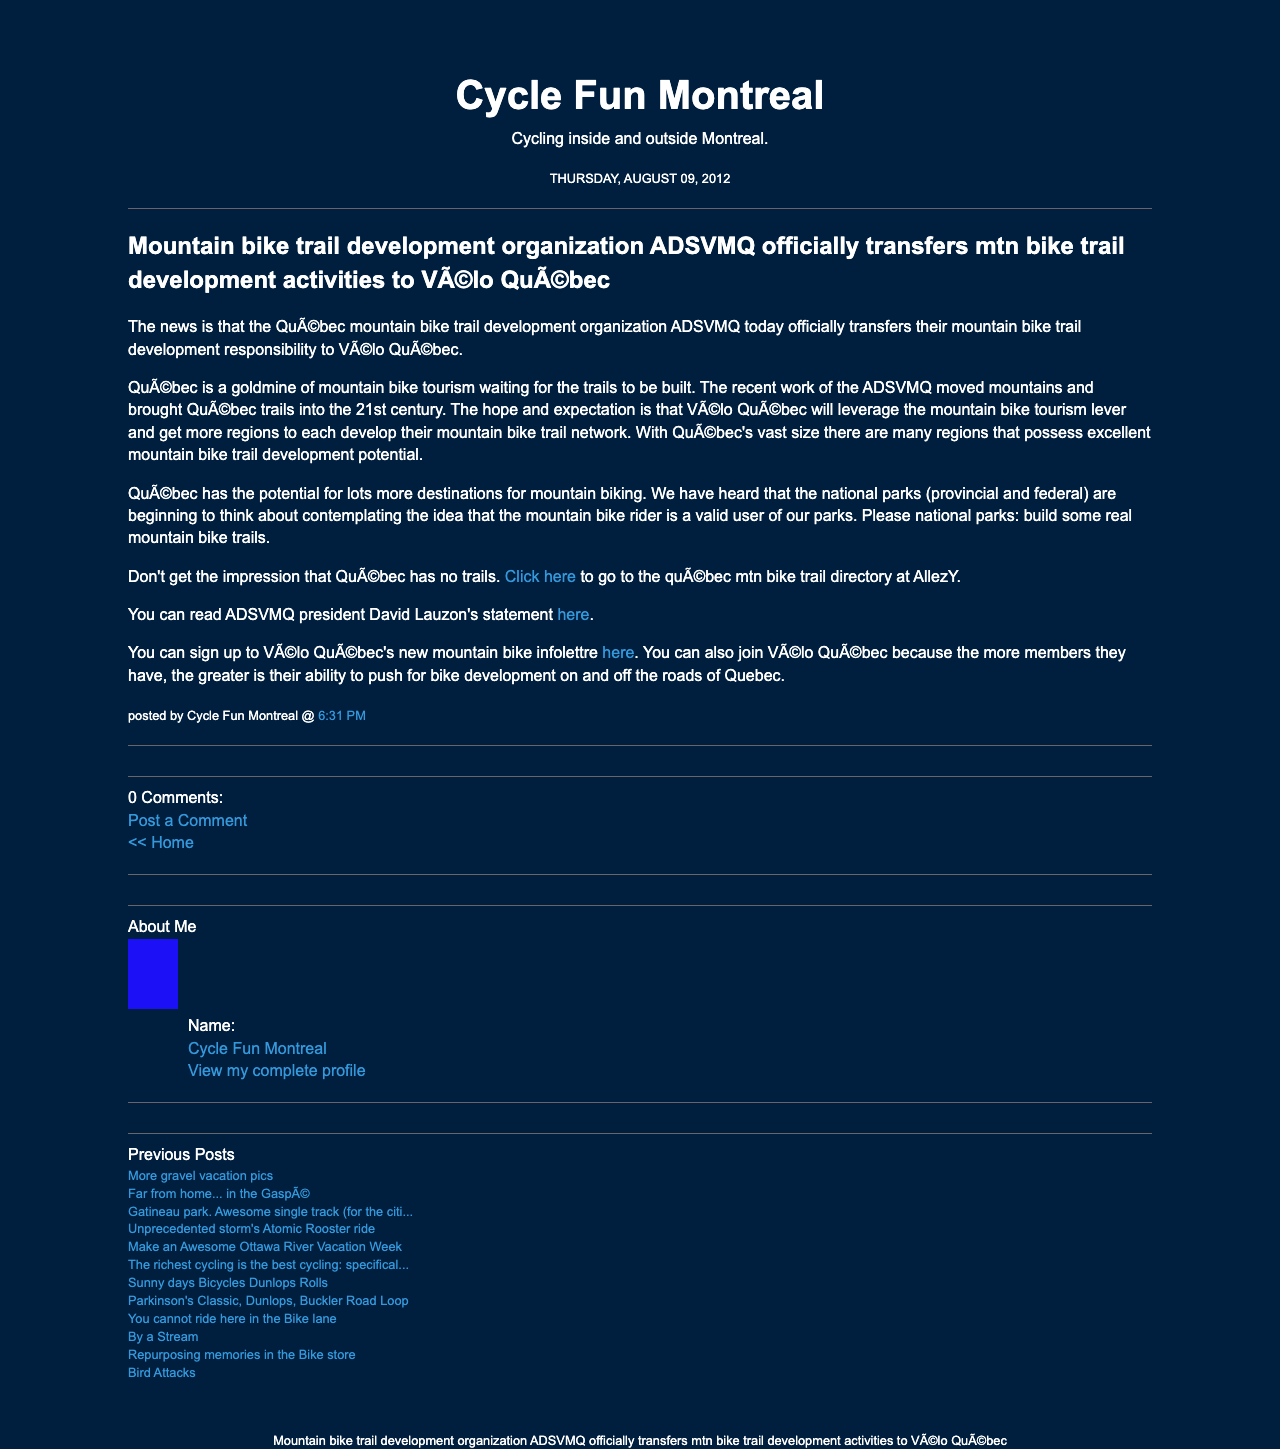 Cycle Fun Montreal
Cycling inside and outside Montreal.
THURSDAY, AUGUST 09, 2012
Mountain bike trail development organization ADSVMQ officially transfers mtn bike trail
development activities to VÃ©lo QuÃ©bec
The news is that the QuÃ©bec mountain bike trail development organization ADSVMQ today officially transfers their mountain bike trail
development responsibility to VÃ©lo QuÃ©bec.
QuÃ©bec is a goldmine of mountain bike tourism waiting for the trails to be built. The recent work of the ADSVMQ moved mountains and
brought QuÃ©bec trails into the 21st century. The hope and expectation is that VÃ©lo QuÃ©bec will leverage the mountain bike tourism lever
and get more regions to each develop their mountain bike trail network. With QuÃ©bec's vast size there are many regions that possess excellent
mountain bike trail development potential.
QuÃ©bec has the potential for lots more destinations for mountain biking. We have heard that the national parks (provincial and federal) are
beginning to think about contemplating the idea that the mountain bike rider is a valid user of our parks. Please national parks: build some real
mountain bike trails.
Don't get the impression that QuÃ©bec has no trails. Click here to go to the quÃ©bec mtn bike trail directory at AllezY.
You can read ADSVMQ president David Lauzon's statement here.
You can sign up to VÃ©lo QuÃ©bec's new mountain bike infolettre here. You can also join VÃ©lo QuÃ©bec because the more members they
have, the greater is their ability to push for bike development on and off the roads of Quebec.
posted by Cycle Fun Montreal @ 6:31 PM
0 Comments:
Post a Comment
<< Home
About Me
Name:
Cycle Fun Montreal
View my complete profile
Previous Posts
More gravel vacation pics
Far from home... in the GaspÃ©
Gatineau park. Awesome single track (for the citi...
Unprecedented storm's Atomic Rooster ride
Make an Awesome Ottawa River Vacation Week
The richest cycling is the best cycling: specifical...
Sunny days Bicycles Dunlops Rolls
Parkinson's Classic, Dunlops, Buckler Road Loop
You cannot ride here in the Bike lane
By a Stream
Repurposing memories in the Bike store
Bird Attacks
Mountain bike trail development organization ADSVMQ officially transfers mtn bike trail development activities to VÃ©lo QuÃ©bec